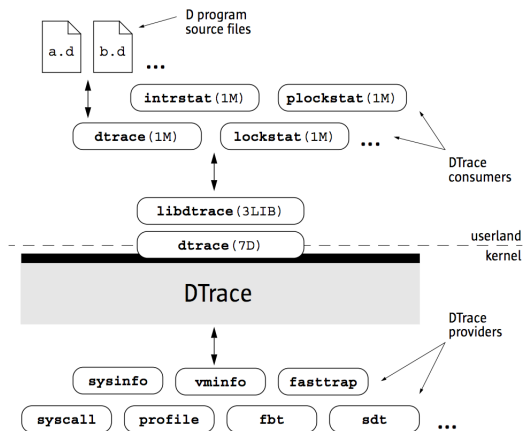 D program
source files
a.d b.d ...
intrstat(1M) plockstat(1M)
dtrace(1M) lockstat(1M) ...
DTrace
consumers
libdtrace(3LIB)
userland
dtrace(7D)
kernel
DTrace
DTrace
providers
sysinfo vminfo fasttrap
syscall profile fbt sdt ...